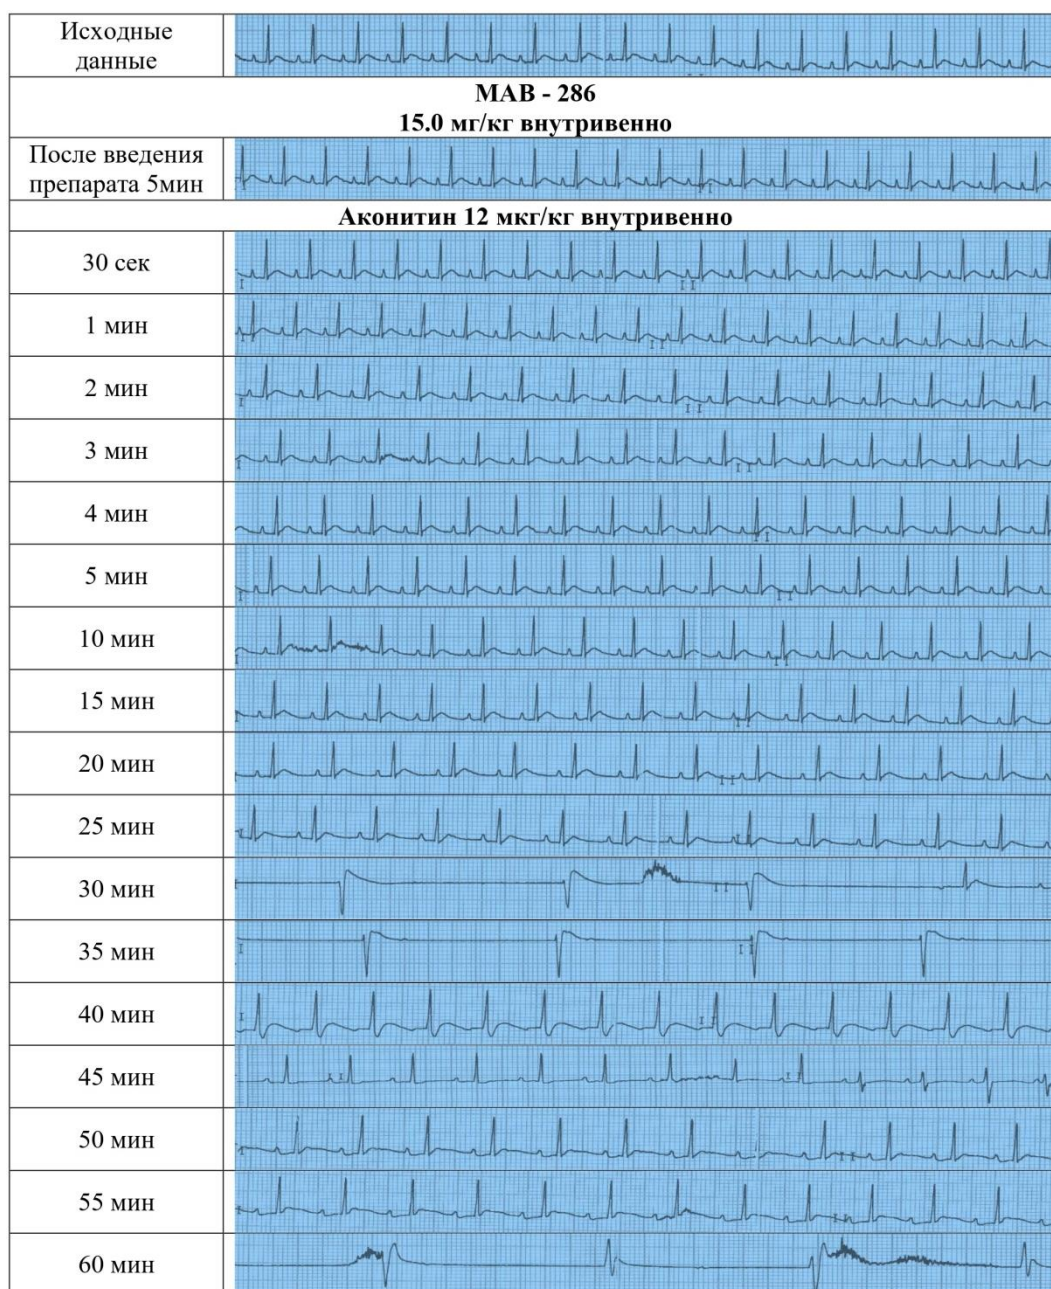 Исходные
данные
МАВ - 286
15.0 мг/кг внутривенно
После введения
препарата 5мин
Аконитин 12 мкг/кг внутривенно
30 сек
1 мин
2 мин
3 мин
4 мин
5 мин
10 мин
15 мин
20 мин
25 мин
30 мин
35 мин
40 мин
45 мин
50 мин
55 мин
60 мин